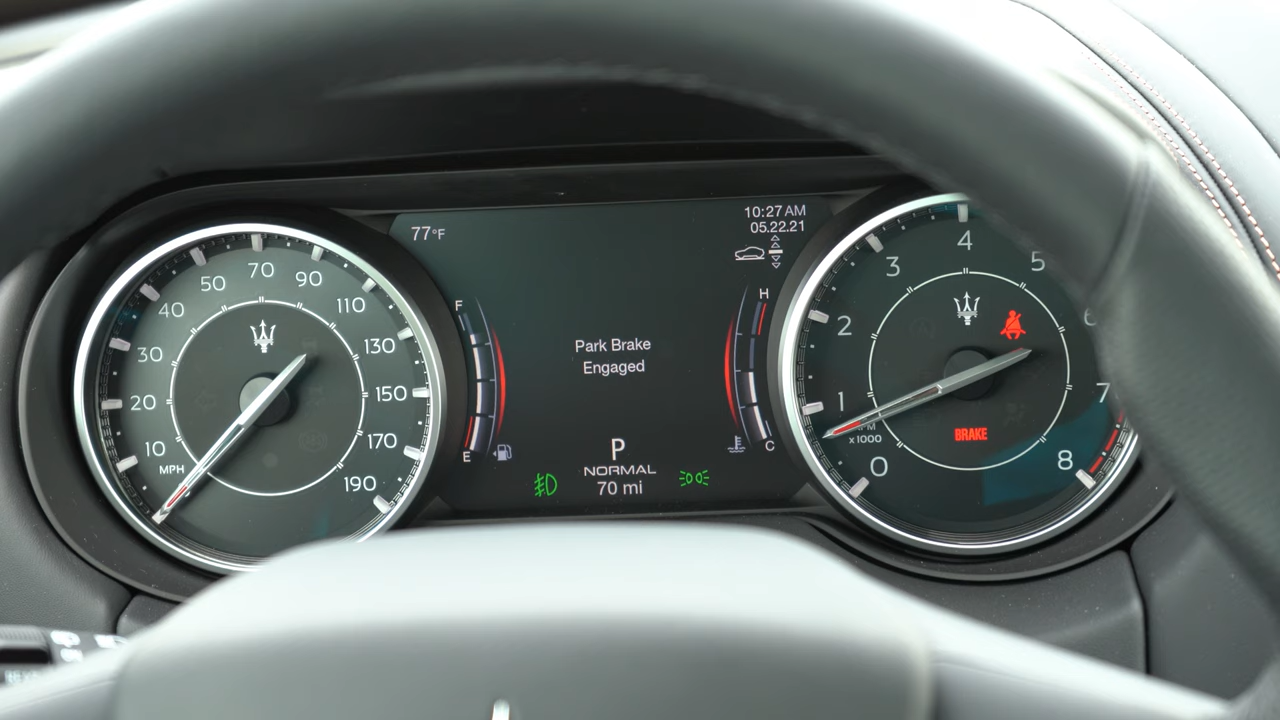 77°F
10:27 AM
05.22.21
10
20
30
40
50
70
90
110
130
150
170
190
MPH
F
E
Park Brake
Engaged
P
NORMAL
70 mi
H
C
0
1
2
3
4
5
6
7
8
x1000
BRAKE